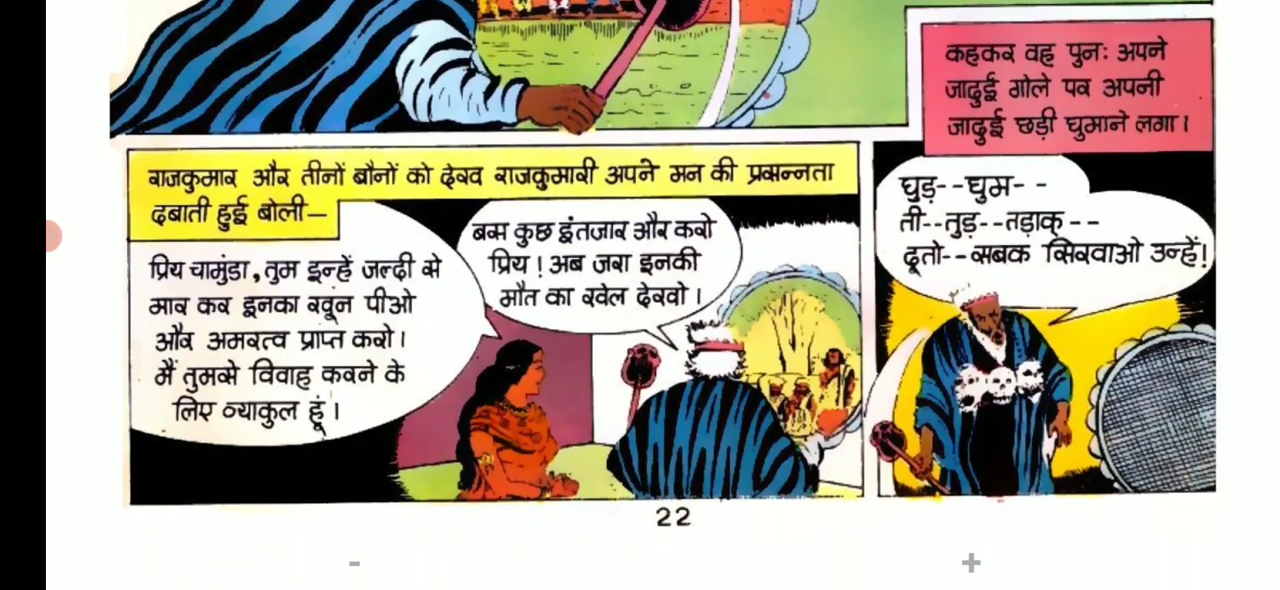 राजकुमार और तीनों बौनों को देख राजकुमारी अपने मन की प्रसन्नता
दबाती हुई बोली—
प्रिय चामुंडा, तुम इन्हें जल्दी से
मार कर इनका खून पीओ
और अमरत्व प्राप्त करो।
मैं तुमसे विवाह करने के
लिए व्याकुल हूं।
बस कुछ इंतजार और करो
प्रिय! अब जरा इनकी
मौत का खेल देखो।
कहकर वह पुनः अपने
जादुई गोले पर अपनी
जादुई छड़ी घुमाने लगा।
घुड़--घुम--
ती--तुड़--तड़ाक्--
दूतो--सबक सिखाओ उन्हें!
22
-
+